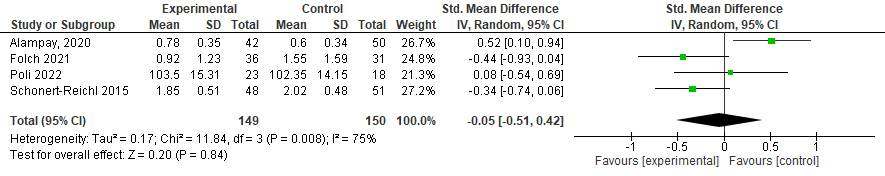 Experimental Control Std. Mean Difference Std. Mean Difference
Study or Subgroup Mean SD Total Mean SD Total Weight IV, Random, 95% CI IV, Random, 95% CI
Alampay, 2020 0.78 0.35 42 0.6 0.34 50 26.7% 0.52 [0.10, 0.94]
Folch 2021 0.92 1.23 36 1.55 1.59 31 24.8% -0.44 [-0.93, 0.04]
Poli 2022 103.5 15.31 23 102.35 14.15 18 21.3% 0.08 [-0.54, 0.69]
Schonert-Reichl 2015 1.85 0.51 48 2.02 0.48 51 27.2% -0.34 [-0.74, 0.06]
Total (95% CI) 149 150 100.0% -0.05 [-0.51, 0.42]
Heterogeneity: Tau² = 0.17; Chi² = 11.84, df = 3 (P = 0.008); I² = 75%
Test for overall effect: Z = 0.20 (P = 0.84)
-1 -0.5 0 0.5 1
Favours [experimental] Favours [control]